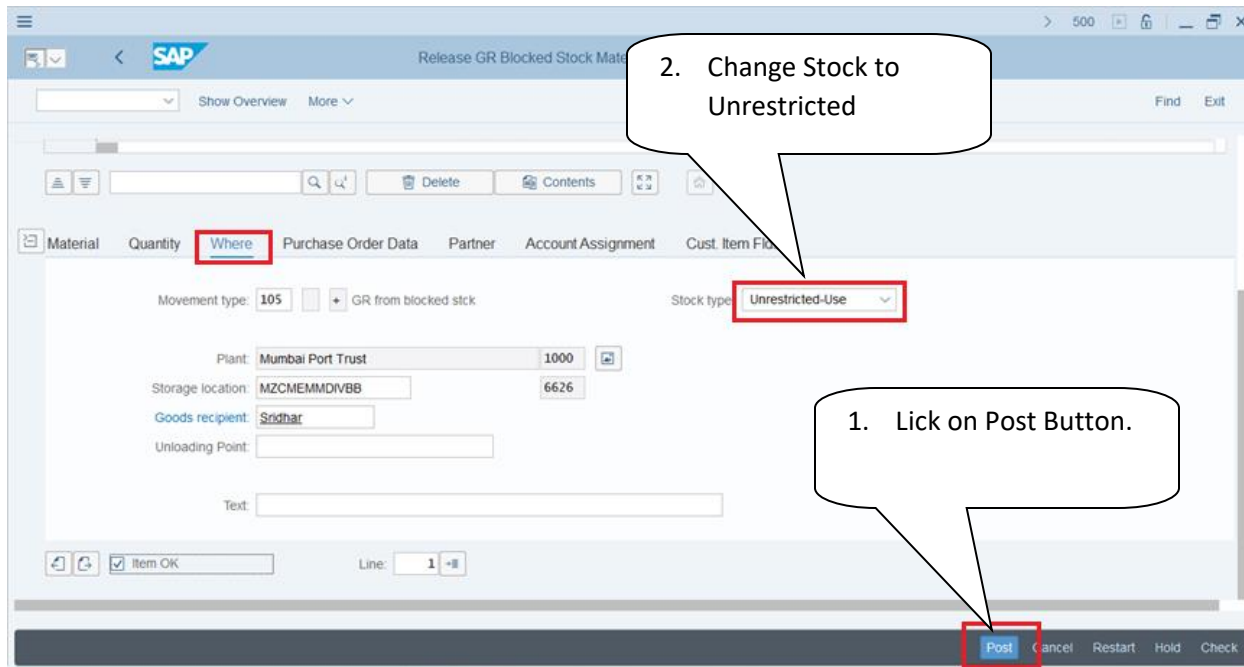 500
SAP
Release GR Blocked Stock Mate
Show Overview More
Find Exit
2. Change Stock to
Unrestricted
Delete Contents
Material Quantity Where Purchase Order Data Partner Account Assignment Cust. Item
Movement type: 105 + GR from blocked stck
Stock type Unrestricted-Use
Plant: Mumbai Port Trust 1000
Storage location: MZCMEMMDIVBB 6626
Goods recipient: Sridhar
Unloading Point:
1. Lick on Post Button.
Text:
Item OK Line: 1
Post Cancel Restart Hold Check